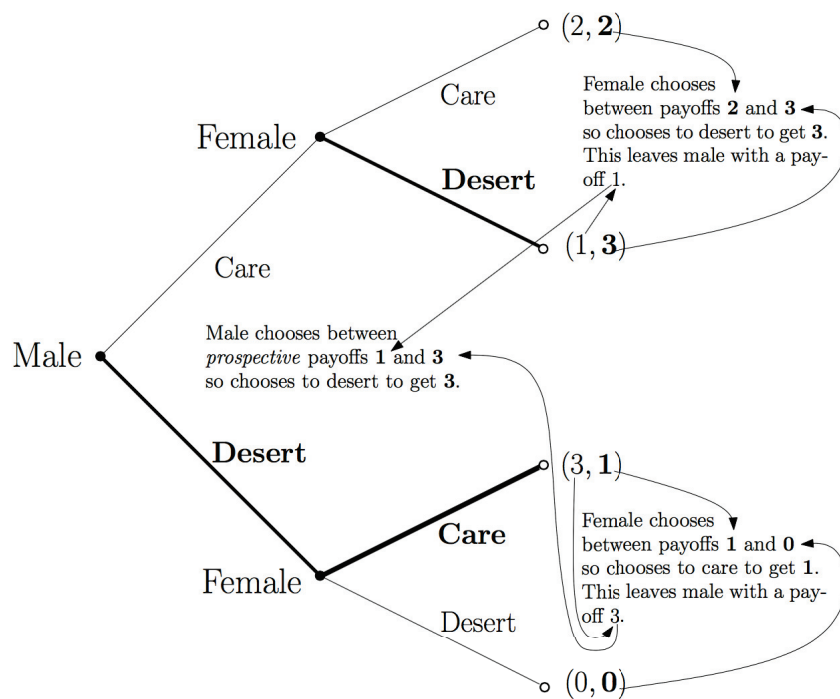 (2, 2)
Care
Female chooses
between payoffs 2 and 3
so chooses to desert to get 3.
This leaves male with a pay-
off 1.
Female
Desert
(1, 3)
Care
Male chooses between
prospective payoffs 1 and 3
so chooses to desert to get 3.
Male
Desert
(3, 1)
Care
Female chooses
between payoffs 1 and 0
so chooses to care to get 1.
This leaves male with a pay-
off 3.
Female
Desert
(0, 0)